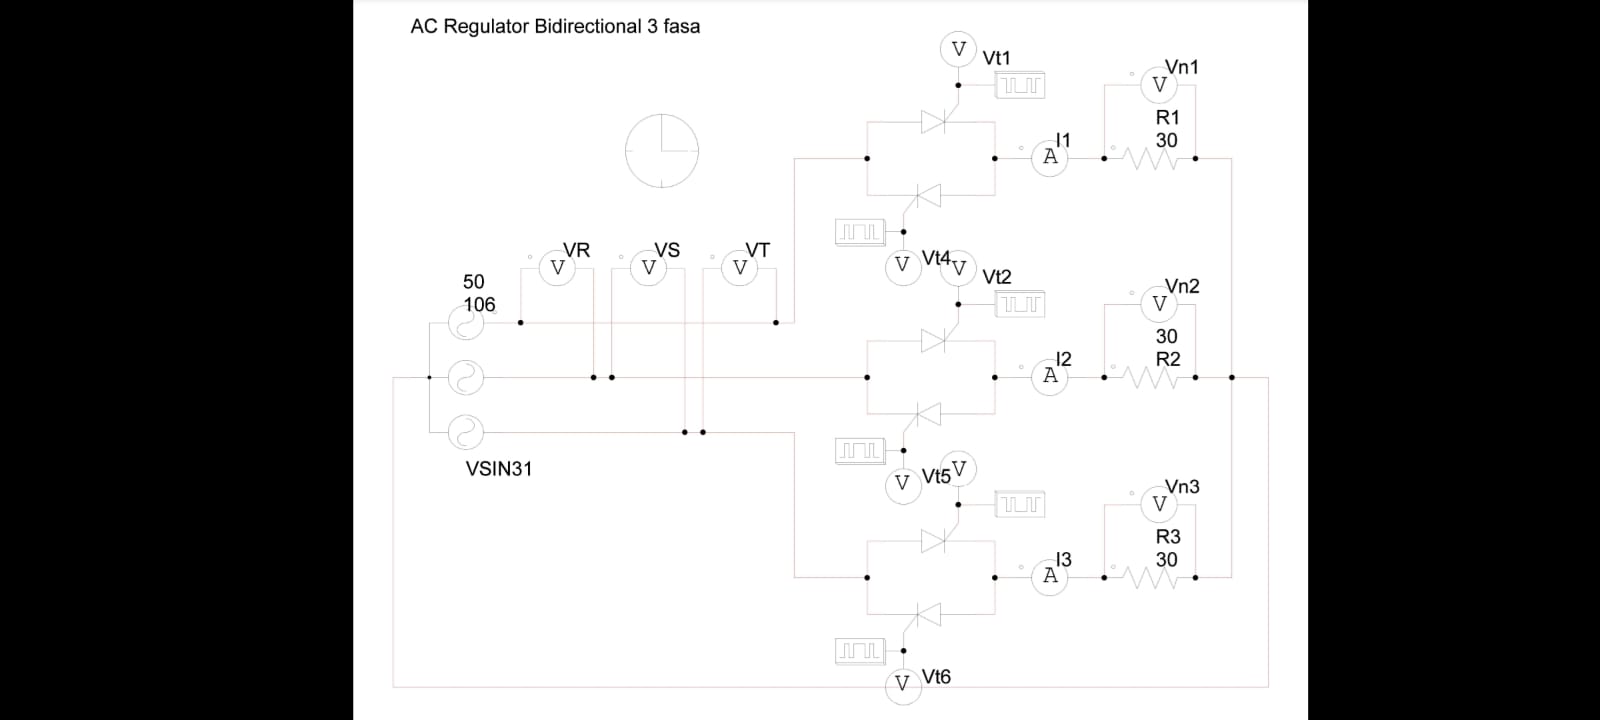 AC Regulator Bidirectional 3 fasa
V
Vt1
Vn1
V
R1
30
I1
A
VR
V
VS
V
VT
V
50
106
V
Vt4
V
Vt2
Vn2
V
30
R2
I2
A
VSIN31
V
Vt5
V
Vn3
V
R3
30
I3
A
V
Vt6